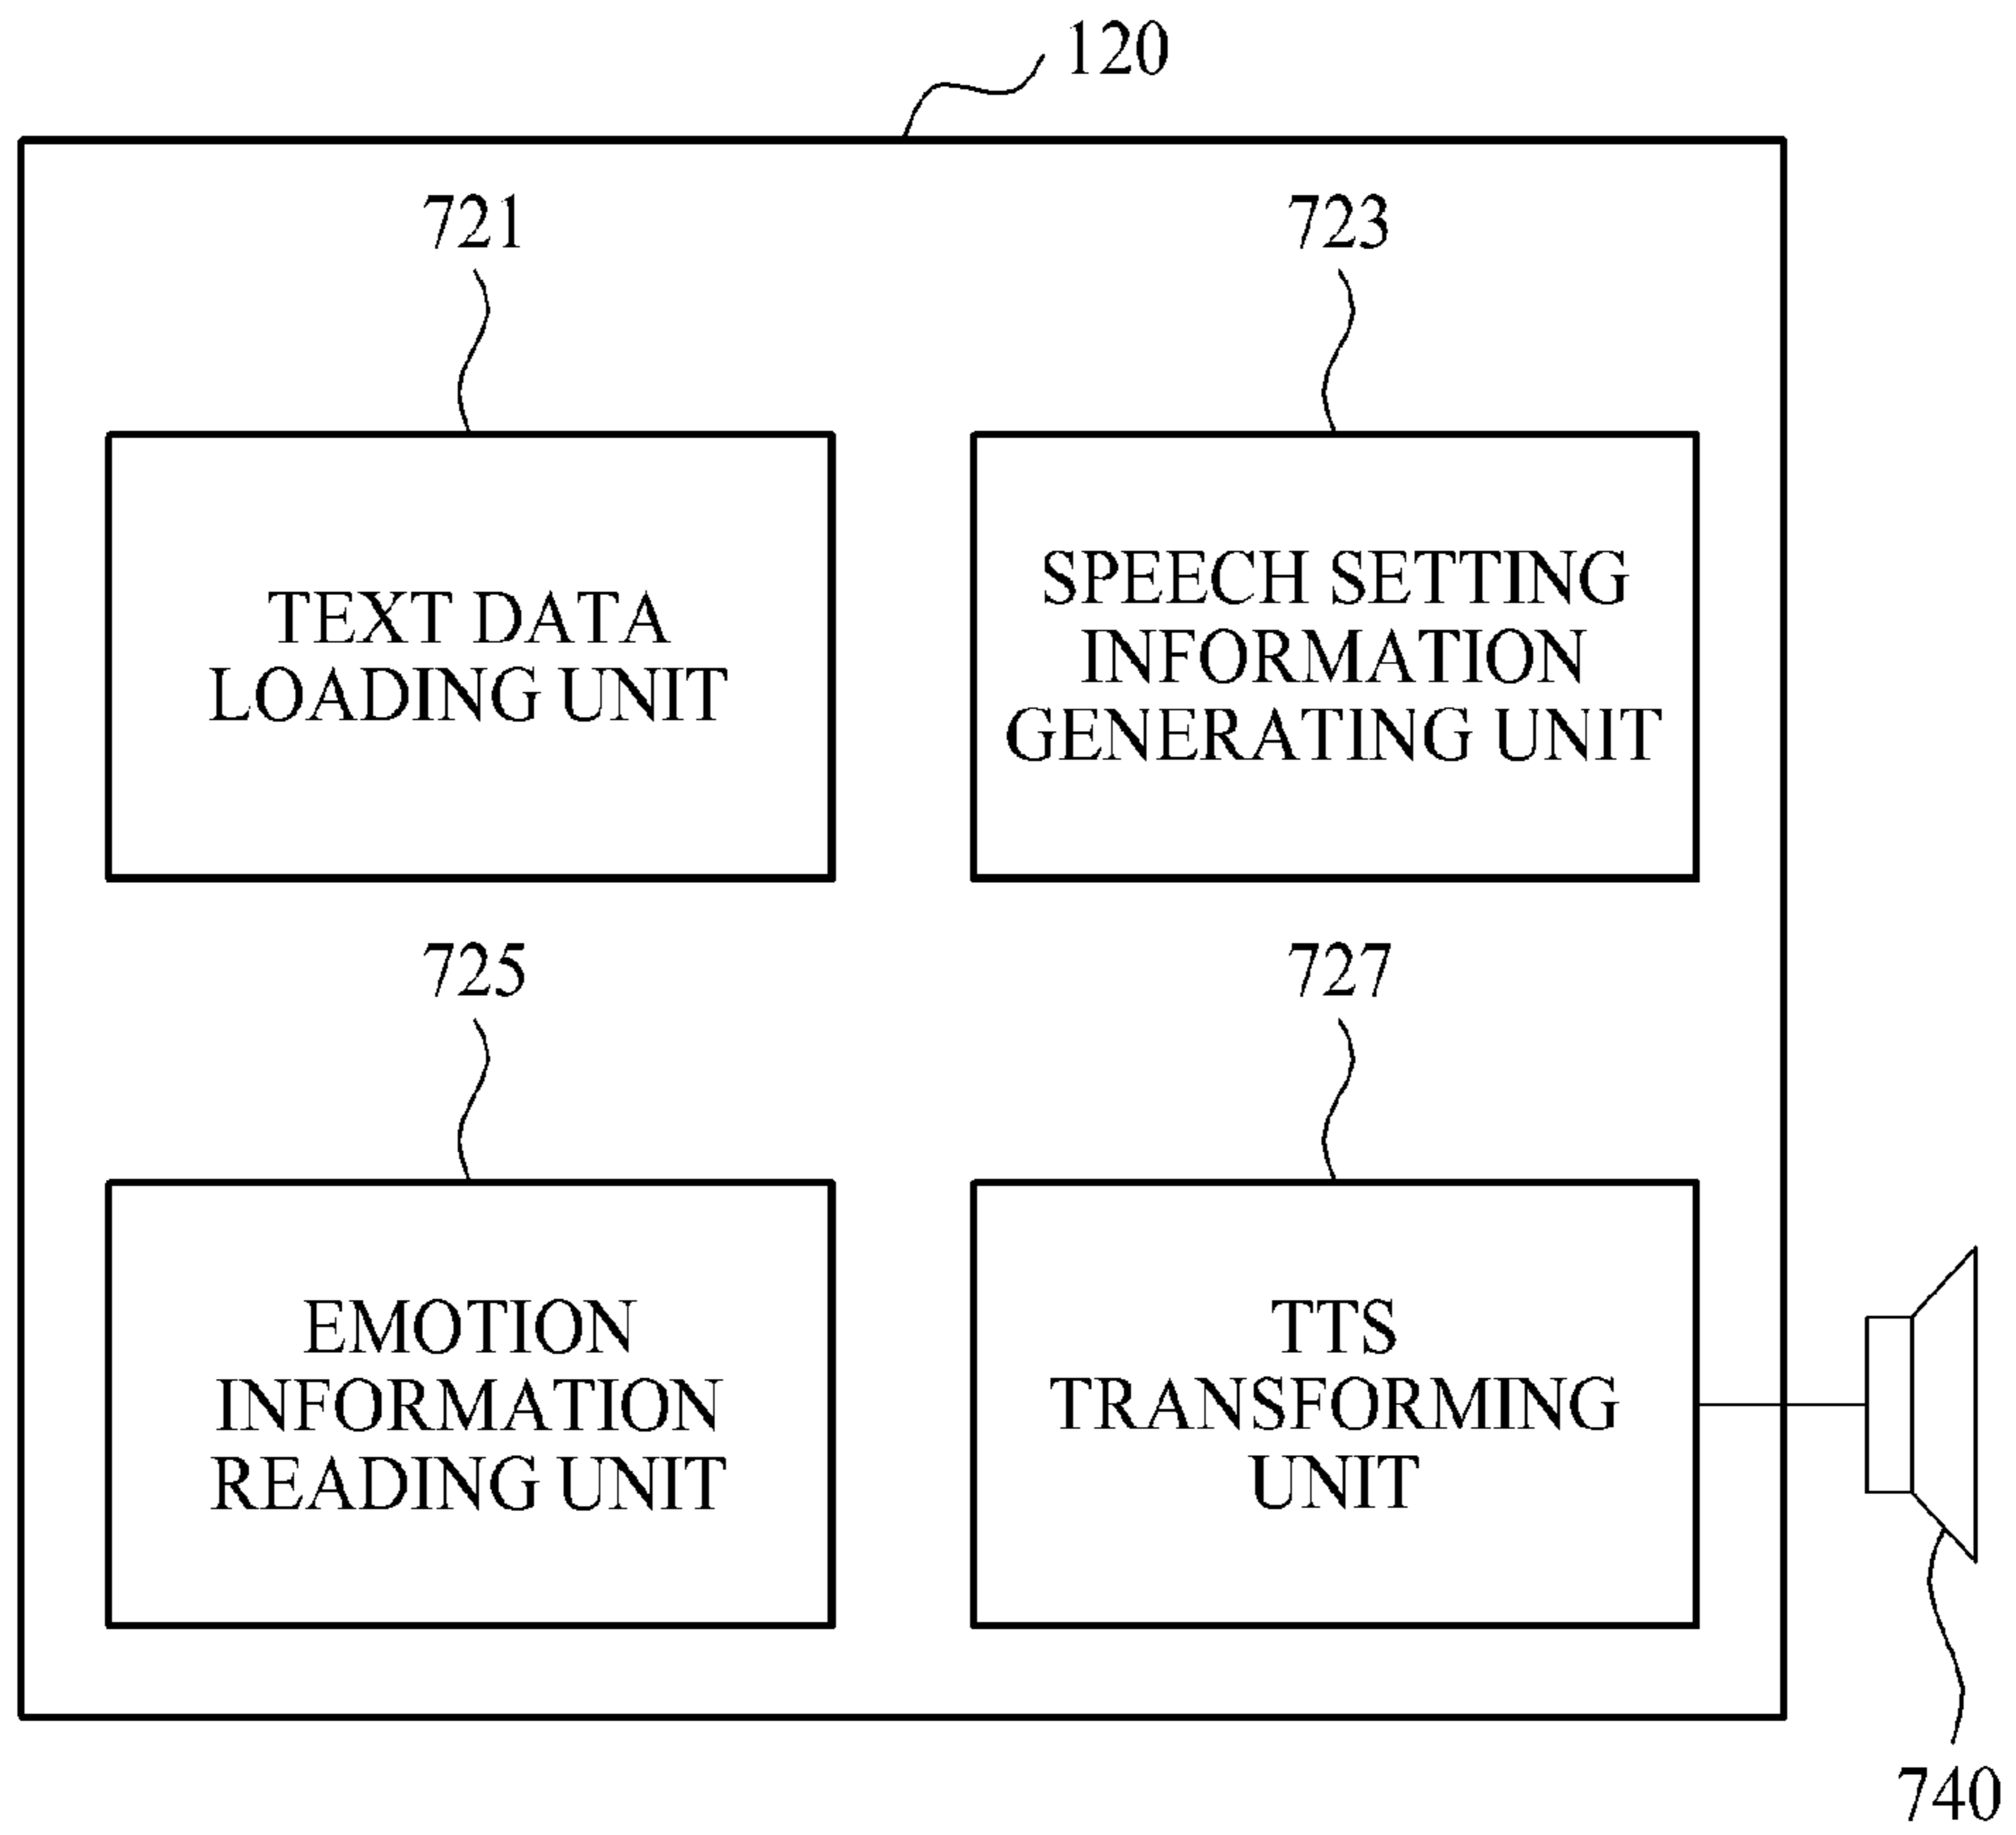 120
721
723
TEXT DATA
LOADING UNIT
SPEECH SETTING
INFORMATION
GENERATING UNIT
725
727
EMOTION
INFORMATION
READING UNIT
TTS
TRANSFORMING
UNIT
740